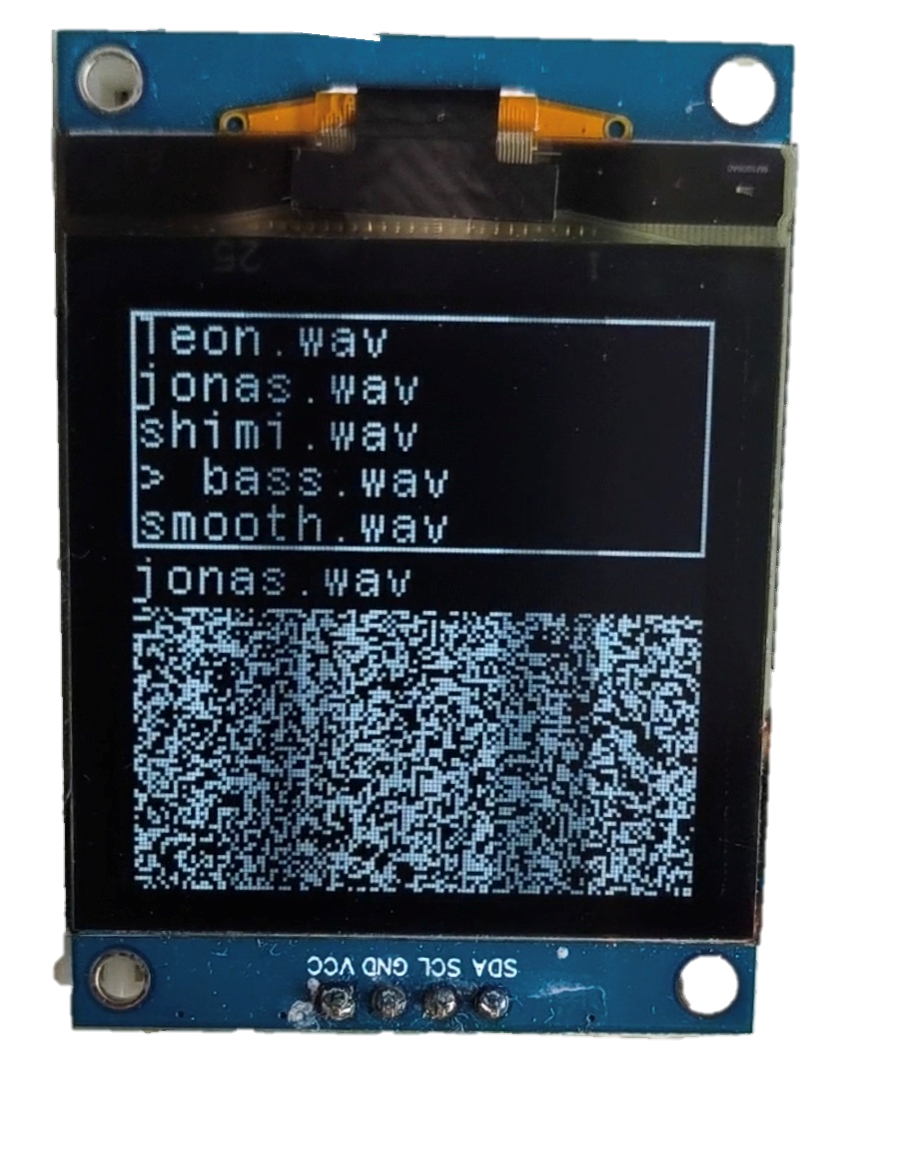 leon.wav
jonas.wav
shimi.wav
> bass.wav
smooth.wav
jonas.wav
SDA SCL GND VCC